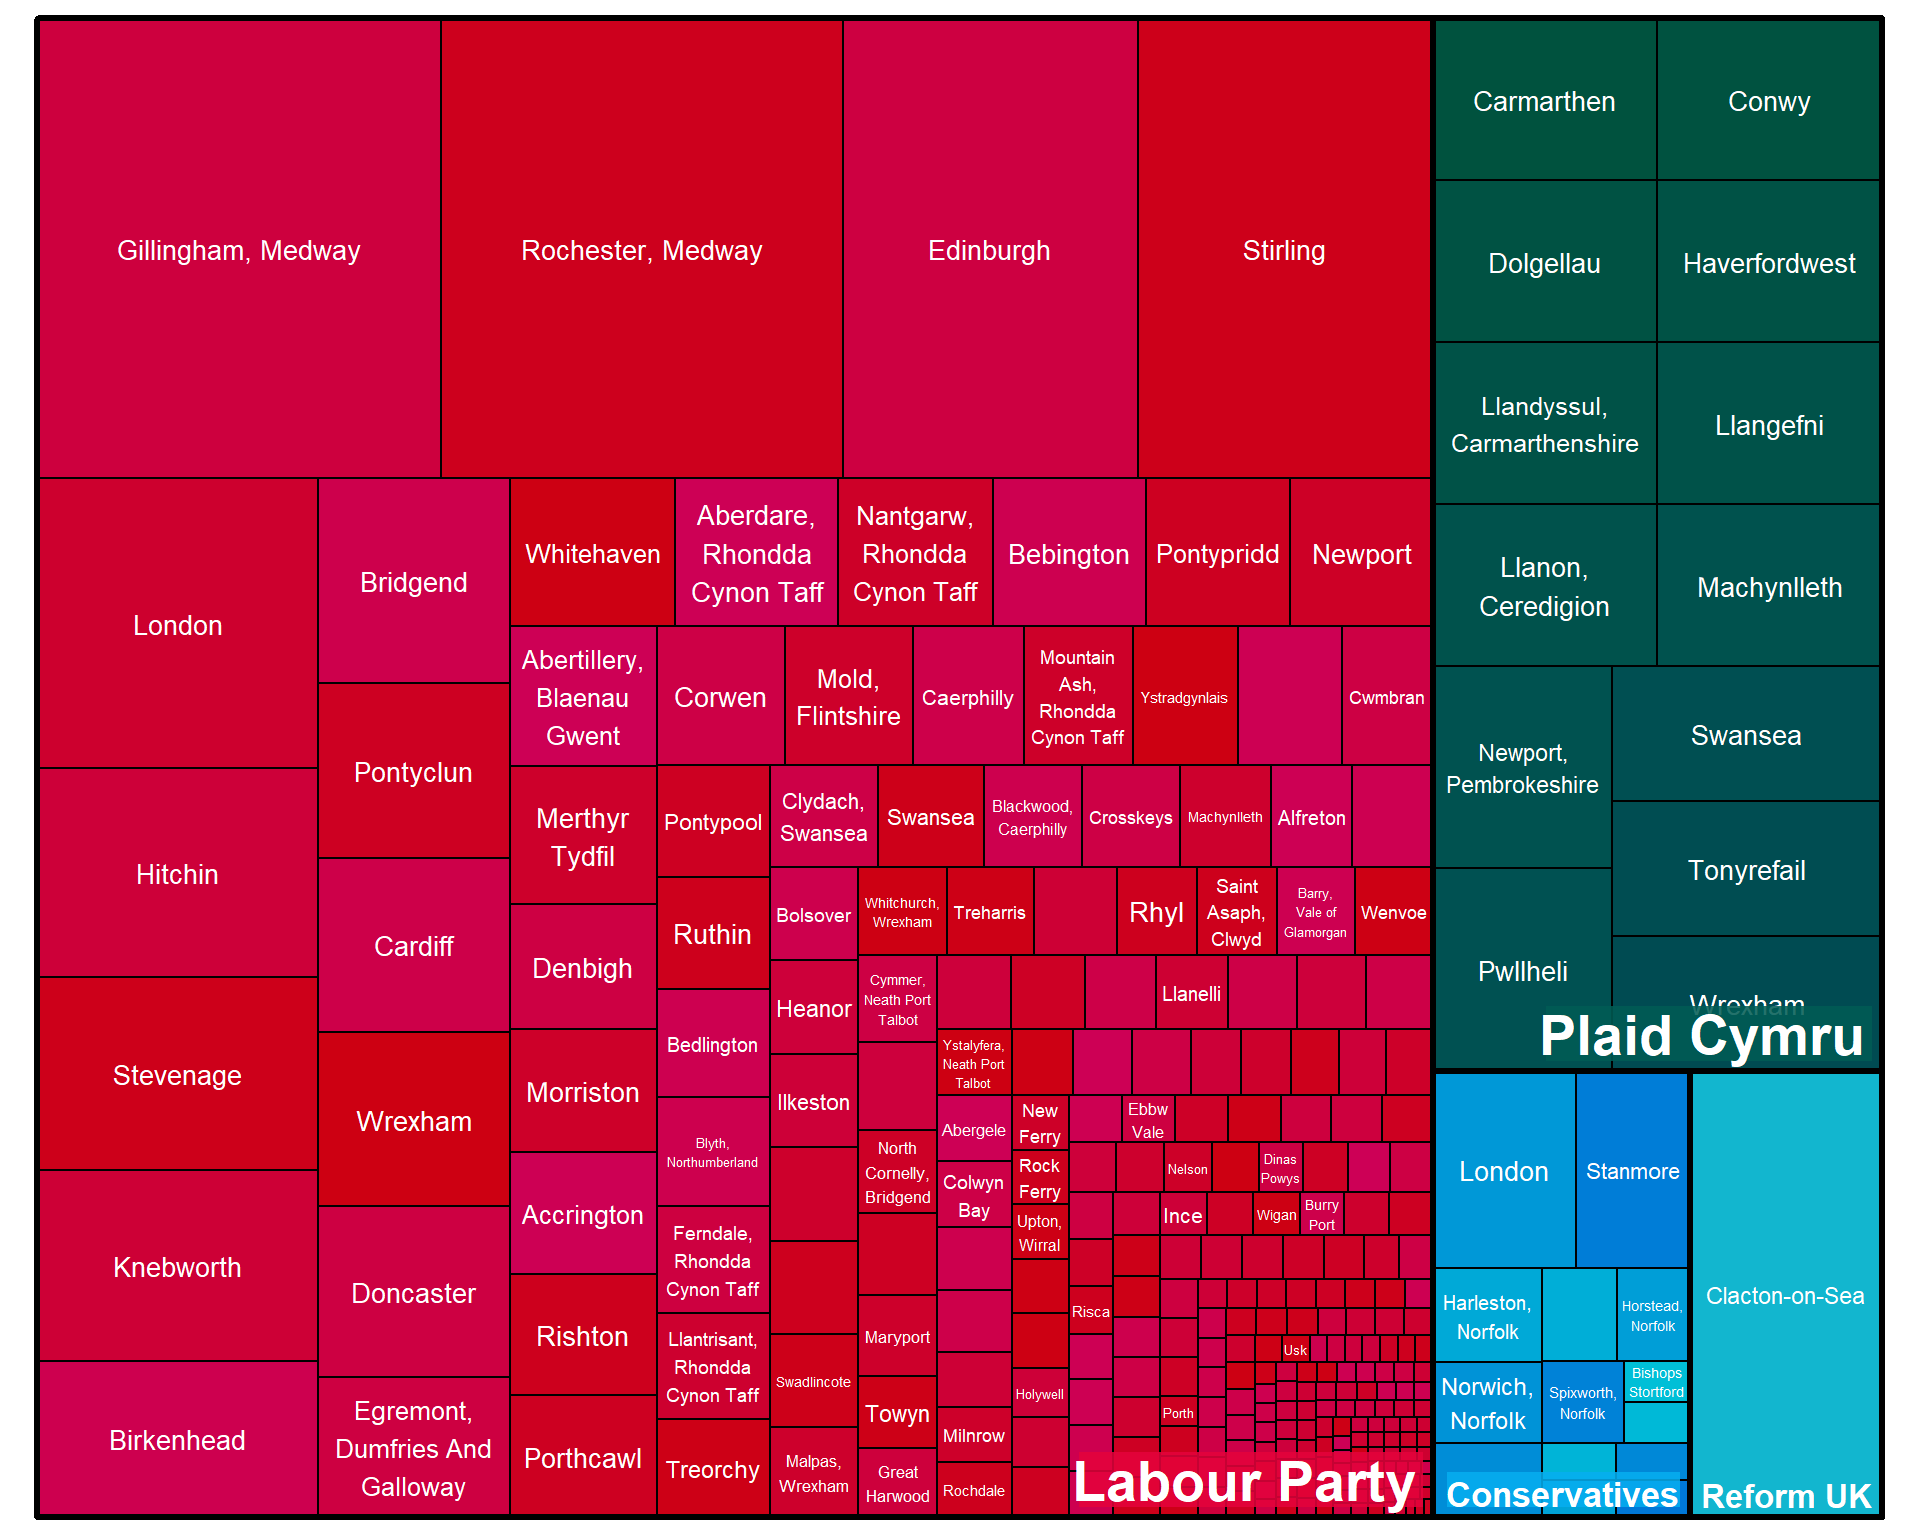 Gillingham, Medway
Rochester, Medway
Edinburgh
Stirling
London
Hitchin
Stevenage
Knebworth
Birkenhead
Bridgend
Pontyclun
Cardiff
Wrexham
Doncaster
Egremont,
Dumfries And
Galloway
Whitehaven
Aberdare,
Rhondda
Cynon Taff
Nantgarw,
Rhondda
Cynon Taff
Bebington
Pontypridd
Newport
Abertillery,
Blaenau
Gwent
Merthyr
Tydfil
Denbigh
Morriston
Accrington
Rishton
Porthcawl
Corwen
Mold,
Flintshire
Caerphilly
Mountain
Ash,
Rhondda
Cynon Taff
Ystradgynlais
Cwmbran
Pontypool
Ruthin
Bedlington
Blyth,
Northumberland
Ferndale,
Rhondda
Cynon Taff
Llantrisant,
Rhondda
Cynon Taff
Treorchy
Clydach,
Swansea
Swansea
Blackwood,
Caerphilly
Crosskeys
Machynlleth
Alfreton
Bolsover
Heanor
Ilkeston
Swadlincote
Malpas,
Wrexham
Whitchurch,
Wrexham
Treharris
Rhyl
Saint
Asaph,
Clwyd
Barry,
Vale of
Glamorgan
Wenvoe
Cymmer,
Neath Port
Talbot
North
Cornelly,
Bridgend
Maryport
Towyn
Great
Harwood
Llanelli
Ystalyfera,
Neath Port
Talbot
Abergele
Colwyn
Bay
Milnrow
Rochdale
New
Ferry
Rock
Ferry
Upton,
Wirral
Holywell
Ebbw
Vale
Nelson
Dinas
Powys
Ince
Wigan
Burry
Port
Risca
Usk
Porth
Labour Party
Carmarthen
Conwy
Dolgellau
Haverfordwest
Llandyssul,
Carmarthenshire
Llangefni
Llanon,
Ceredigion
Machynlleth
Newport,
Pembrokeshire
Pwllheli
Swansea
Tonyrefail
Wrexham
Plaid Cymru
London
Stanmore
Harleston,
Norfolk
Horstead,
Norfolk
Norwich,
Norfolk
Spixworth,
Norfolk
Bishops
Stortford
Conservatives
Clacton-on-Sea
Reform UK